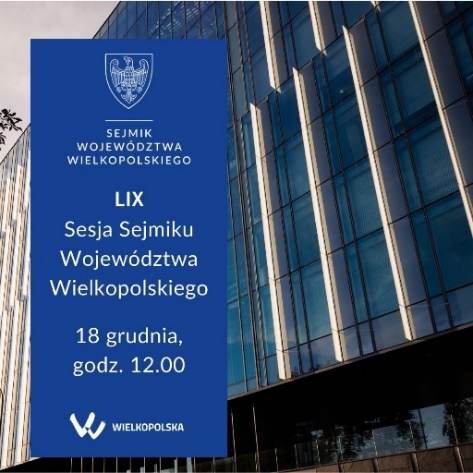 SEJMIK
WOJEWÓDZTWA
WIELKOPOLSKIEGO
LIX
Sesja Sejmiku
Województwa
Wielkopolskiego
18 grudnia,
godz. 12.00
WIELKOPOLSKA